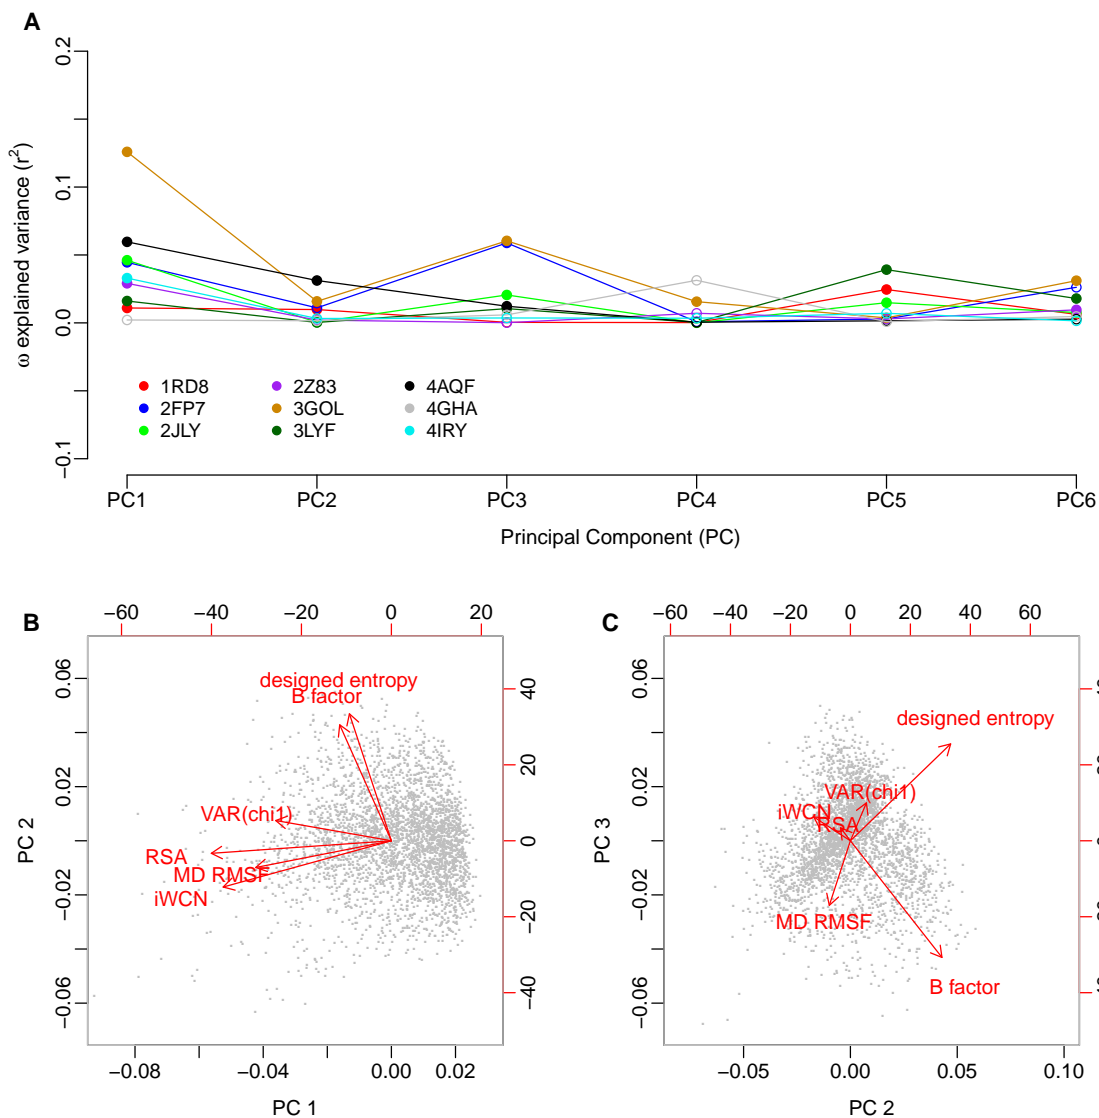 A
ω explained variance (r²)
0.2
0.1
0.0
−0.1
1RD8 2Z83 4AQF
2FP7 3GOL 4GHA
2JLY 3LYF 4IRY
PC1 PC2 PC3 PC4 PC5 PC6
Principal Component (PC)
B
−60 −40 −20 0 20
PC 2
0.06
0.02
−0.02
−0.06
40
20
0
−20
−40
designed entropy
B factor
VAR(chi1)
RSA
MD RMSF
iWCN
−0.08 −0.04 0.00 0.02
PC 1
C
−60 −40 −20 0 20 40 60
PC 3
0.06
0.02
−0.02
−0.06
designed entropy
VAR(chi1)
iWCN
RSA
MD RMSF
B factor
−0.05 0.00 0.05 0.10
PC 2